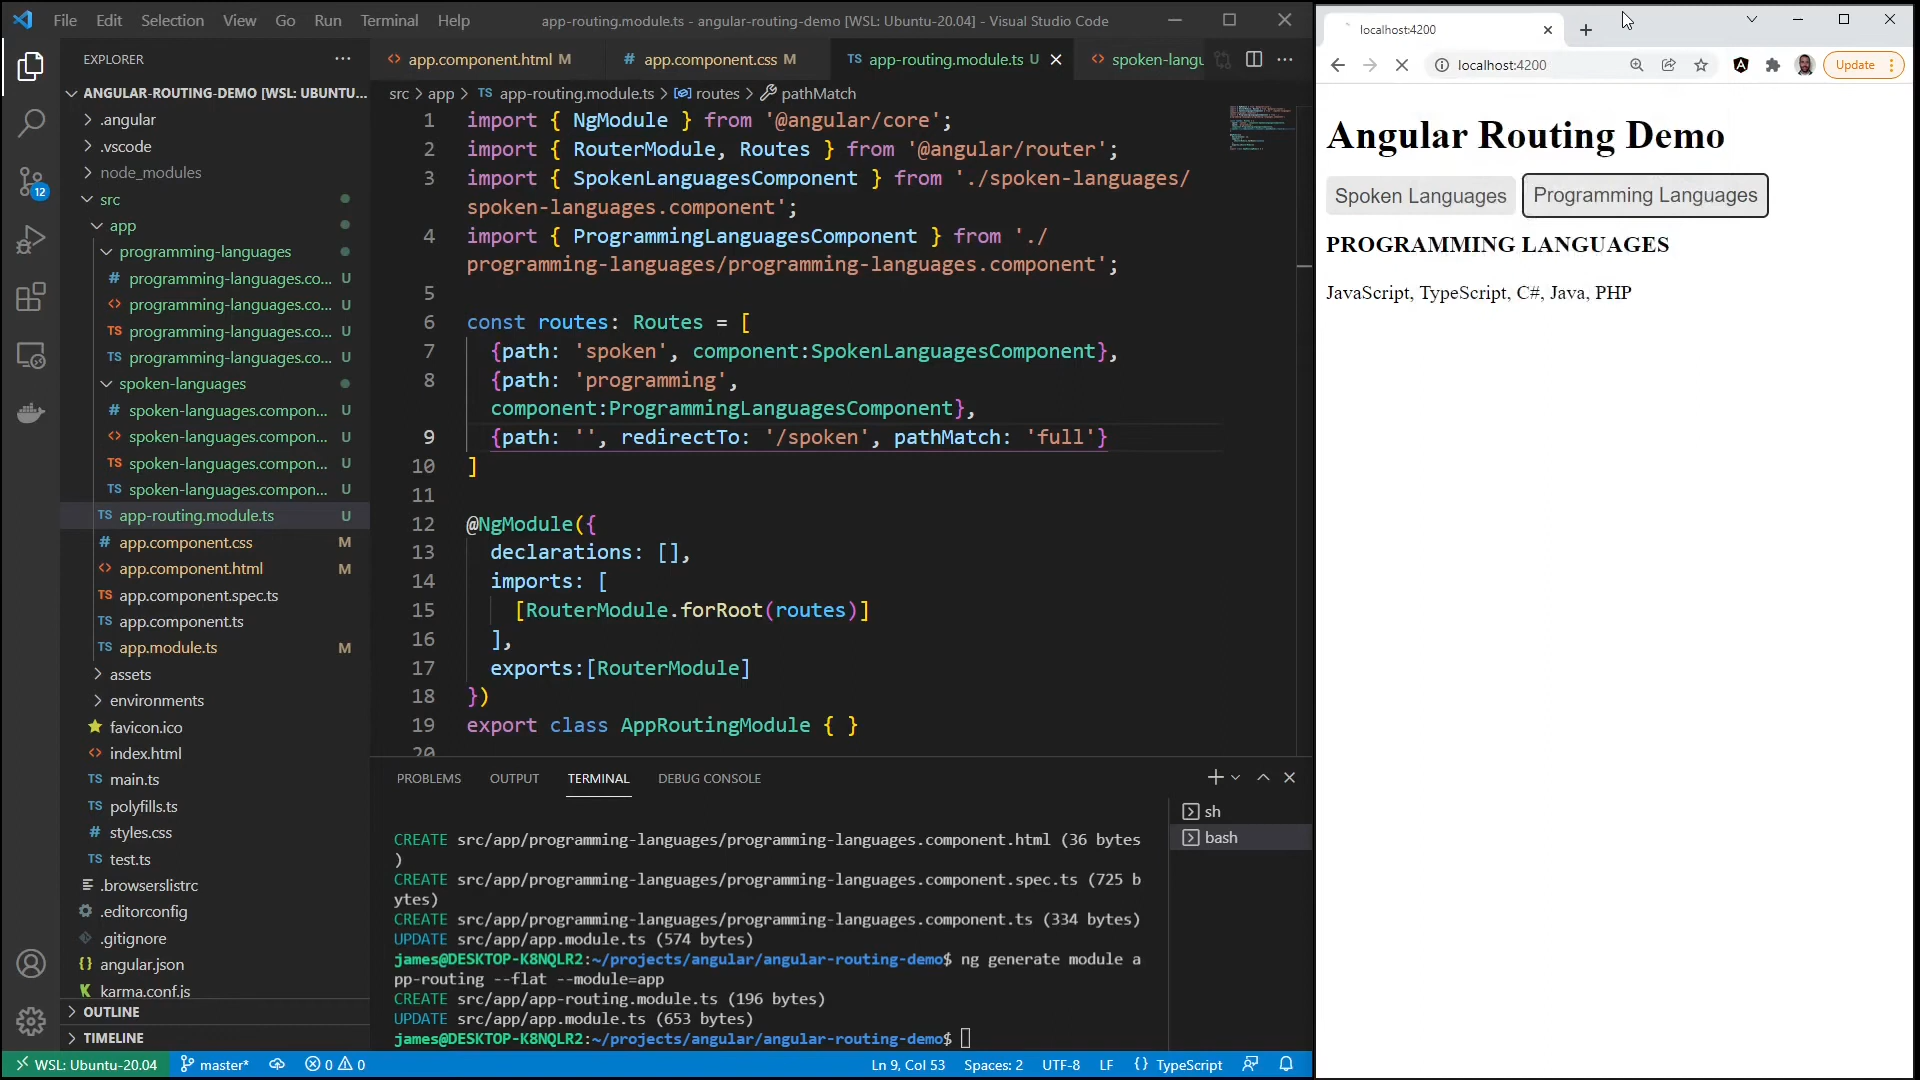 File Edit Selection View Go Run Terminal Help app-routing.module.ts - angular-routing-demo [WSL: Ubuntu-20.04] - Visual Studio Code
EXPLORER
ANGULAR-ROUTING-DEMO [WSL: UBUNTU...
.angular
.vscode
node_modules
src
app
programming-languages
# programming-languages.co... U
<> programming-languages.co... U
TS programming-languages.co... U
TS programming-languages.co... U
spoken-languages
# spoken-languages.compon... U
<> spoken-languages.compon... U
TS spoken-languages.compon... U
TS spoken-languages.compon... U
TS app-routing.module.ts U
# app.component.css M
<> app.component.html M
TS app.component.spec.ts
TS app.component.ts
TS app.module.ts M
assets
environments
favicon.ico
<> index.html
TS main.ts
TS polyfills.ts
# styles.css
TS test.ts
.browserslistrc
.editorconfig
.gitignore
{} angular.json
karma.conf.js
OUTLINE
TIMELINE
12
<> app.component.html M # app.component.css M TS app-routing.module.ts U <> spoken-langu
src > app > TS app-routing.module.ts > routes > pathMatch
1 import { NgModule } from '@angular/core';
2 import { RouterModule, Routes } from '@angular/router';
3 import { SpokenLanguagesComponent } from './spoken-languages/
spoken-languages.component';
4 import { ProgrammingLanguagesComponent } from './
programming-languages/programming-languages.component';
5
6 const routes: Routes = [
7 {path: 'spoken', component:SpokenLanguagesComponent},
8 {path: 'programming',
component:ProgrammingLanguagesComponent},
9 {path: '', redirectTo: '/spoken', pathMatch: 'full'}
10 ]
11
12 @NgModule({
13 declarations: [],
14 imports: [
15 [RouterModule.forRoot(routes)]
16 ],
17 exports:[RouterModule]
18 })
19 export class AppRoutingModule { }
20
PROBLEMS OUTPUT TERMINAL DEBUG CONSOLE
CREATE src/app/programming-languages/programming-languages.component.html (36 bytes
)
CREATE src/app/programming-languages/programming-languages.component.spec.ts (725 b
ytes)
CREATE src/app/programming-languages/programming-languages.component.ts (334 bytes)
UPDATE src/app/app.module.ts (574 bytes)
james@DESKTOP-K8NQLR2:~/projects/angular/angular-routing-demo$ ng generate module a
pp-routing --flat --module=app
CREATE src/app/app-routing.module.ts (196 bytes)
UPDATE src/app/app.module.ts (653 bytes)
james@DESKTOP-K8NQLR2:~/projects/angular/angular-routing-demo$
sh
bash
WSL: Ubuntu-20.04 master* 0 0 Ln 9, Col 53 Spaces: 2 UTF-8 LF {} TypeScript
localhost:4200
localhost:4200 Update
Angular Routing Demo
Spoken Languages Programming Languages
PROGRAMMING LANGUAGES
JavaScript, TypeScript, C#, Java, PHP